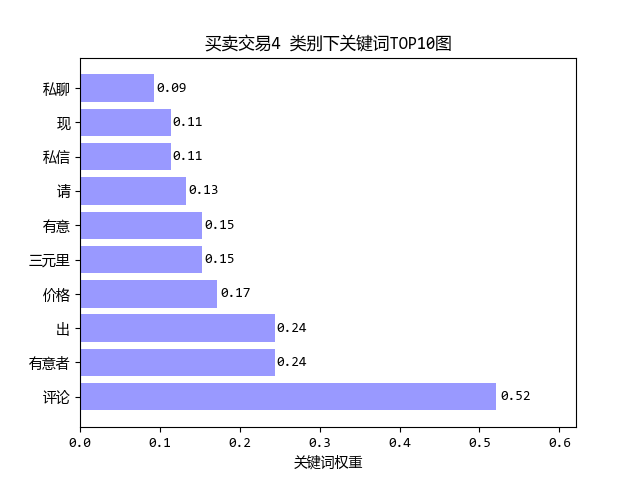 买卖交易4 类别下关键词TOP10图
私聊 0.09
现 0.11
私信 0.11
请 0.13
有意 0.15
三元里 0.15
价格 0.17
出 0.24
有意者 0.24
评论 0.52
0.0 0.1 0.2 0.3 0.4 0.5 0.6
关键词权重